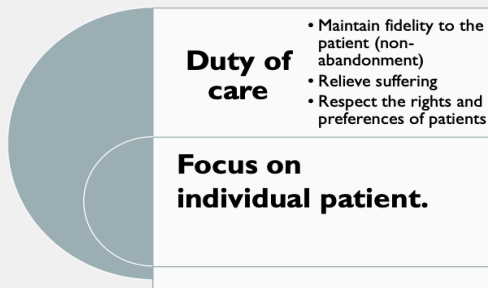 Duty of
care
• Maintain fidelity to the
patient (non-
abandonment)
• Relieve suffering
• Respect the rights and
preferences of patients
Focus on
individual patient.